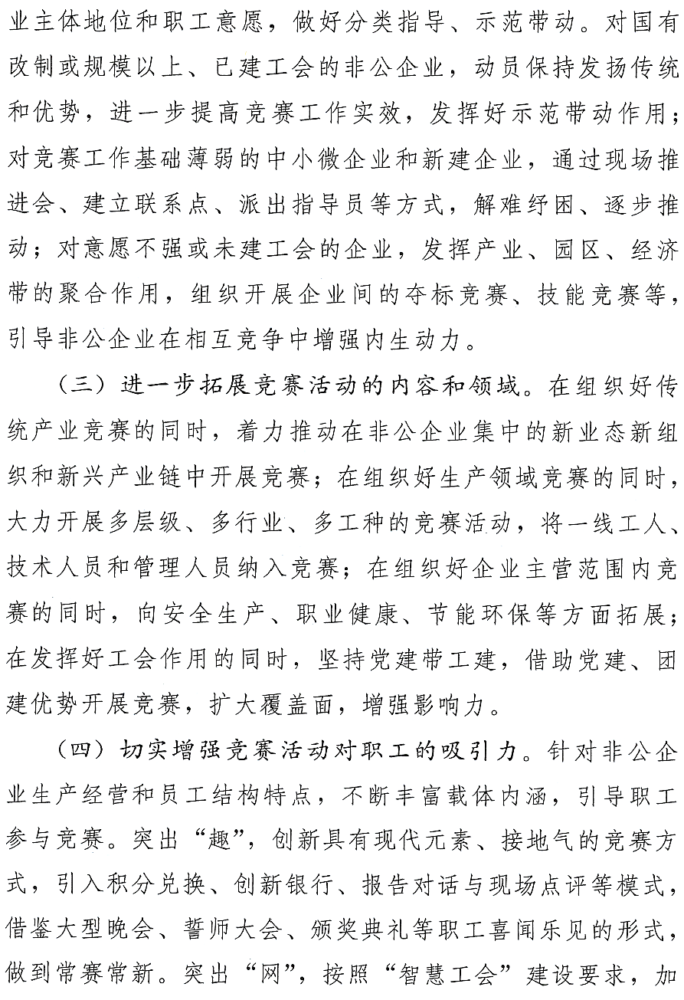 业主体地位和职工意愿，做好分类指导、示范带动。对国有
改制或规模以上、已建工会的非公企业，动员保持发扬传统
和优势，进一步提高竞赛工作实效，发挥好示范带动作用；
对竞赛工作基础薄弱的中小微企业和新建企业，通过现场推
进会、建立联系点、派出指导员等方式，解难纾困、逐步推
动；对意愿不强或未建工会的企业，发挥产业、园区、经济
带的聚合作用，组织开展企业间的夺标竞赛、技能竞赛等，
引导非公企业在相互竞争中增强内生动力。
（三）进一步拓展竞赛活动的内容和领域。在组织好传
统产业竞赛的同时，着力推动在非公企业集中的新业态新组
织和新兴产业链中开展竞赛；在组织好生产领域竞赛的同时，
大力开展多层级、多行业、多工种的竞赛活动，将一线工人、
技术人员和管理人员纳入竞赛；在组织好企业主营范围内竞
赛的同时，向安全生产、职业健康、节能环保等方面拓展；
在发挥好工会作用的同时，坚持党建带工建，借助党建、团
建优势开展竞赛，扩大覆盖面，增强影响力。
（四）切实增强竞赛活动对职工的吸引力。针对非公企
业生产经营和员工结构特点，不断丰富载体内涵，引导职工
参与竞赛。突出“趣”，创新具有现代元素、接地气的竞赛方
式，引入积分兑换、创新银行、报告对话与现场点评等模式，
借鉴大型晚会、誓师大会、颁奖典礼等职工喜闻乐见的形式，
做到常赛常新。突出“网”，按照“智慧工会”建设要求，加